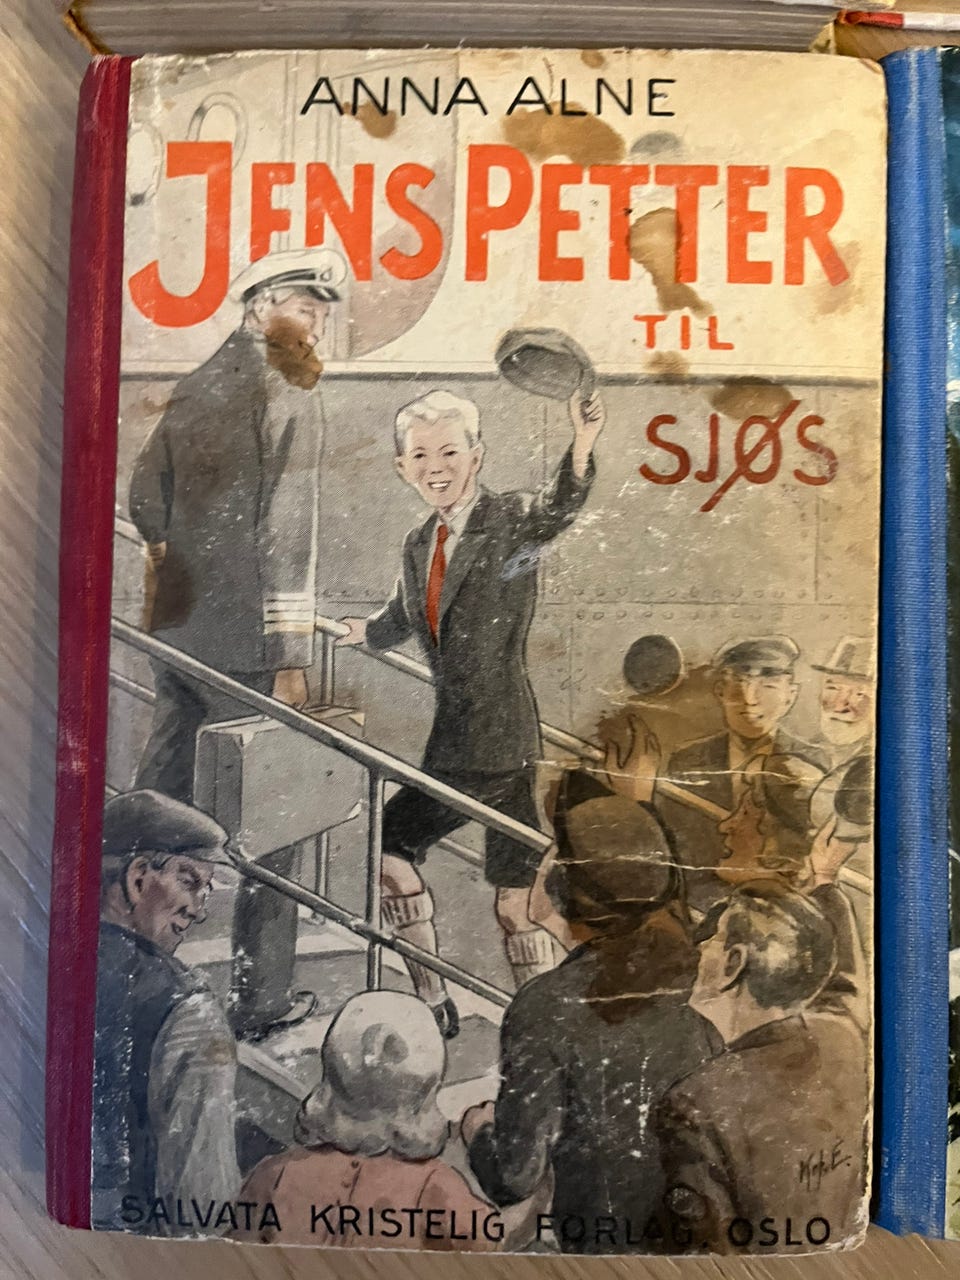 ANNA ALNE
JENS PETTER
TIL
SJØS
SALVATA KRISTELIG FORLAG. OSLO